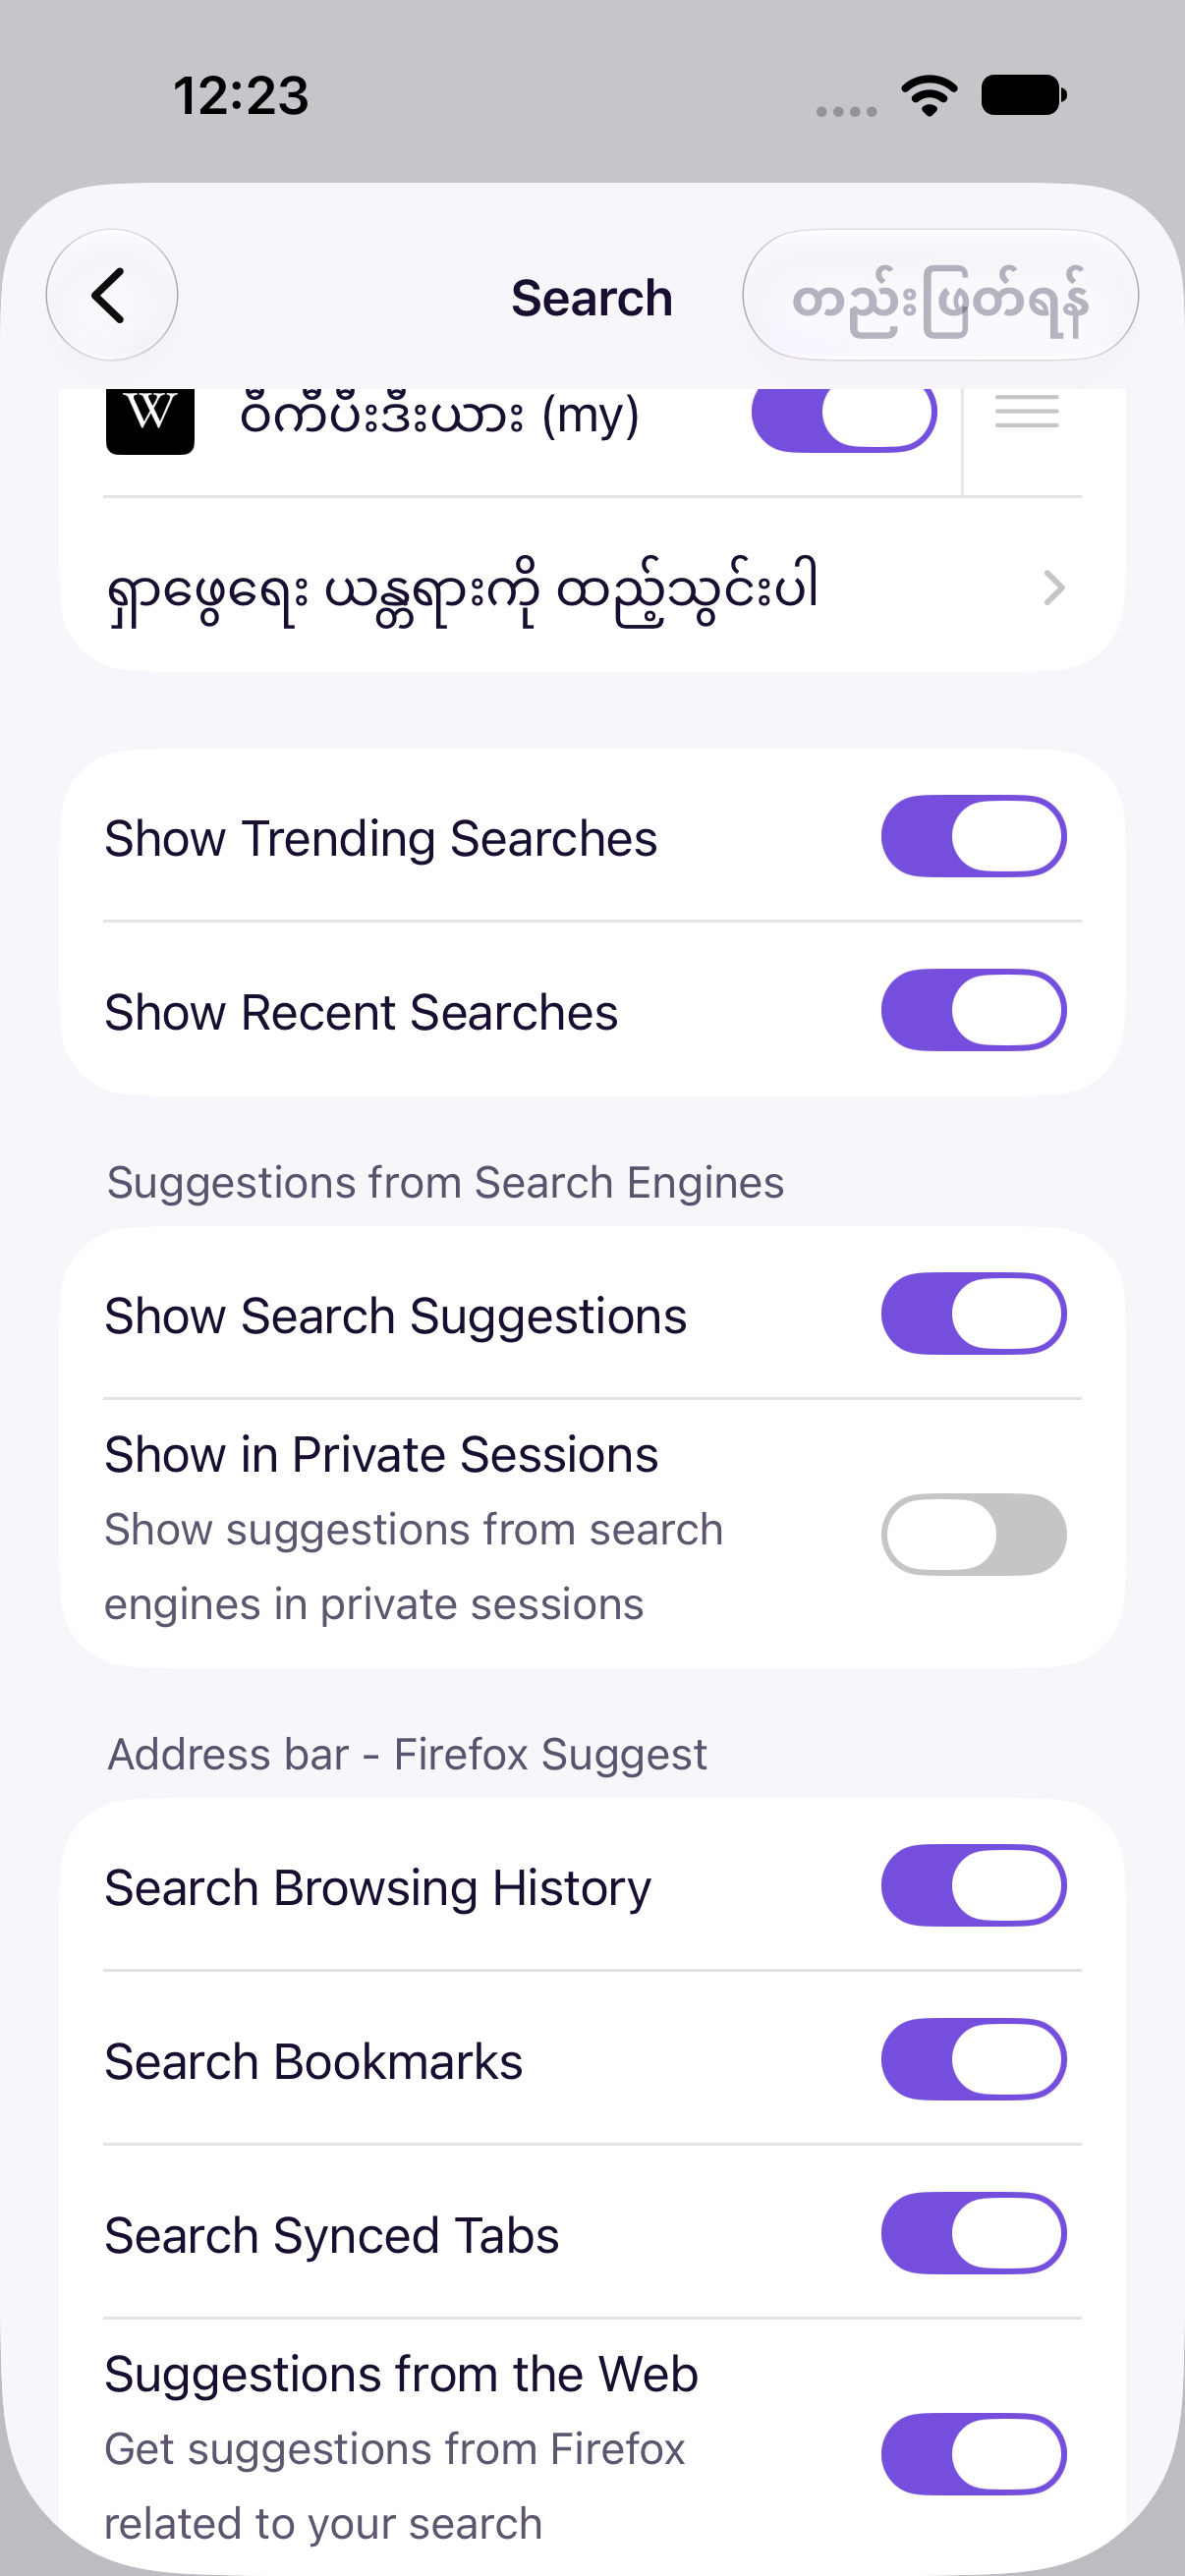 12:23
Search
တည်းဖြတ်ရန်
W
ဝီကီပီးဒီးယား (my)
ရှာဖွေရေး ယန္တရားကို ထည့်သွင်းပါ
Show Trending Searches
Show Recent Searches
Suggestions from Search Engines
Show Search Suggestions
Show in Private Sessions
Show suggestions from search
engines in private sessions
Address bar - Firefox Suggest
Search Browsing History
Search Bookmarks
Search Synced Tabs
Suggestions from the Web
Get suggestions from Firefox
related to your search